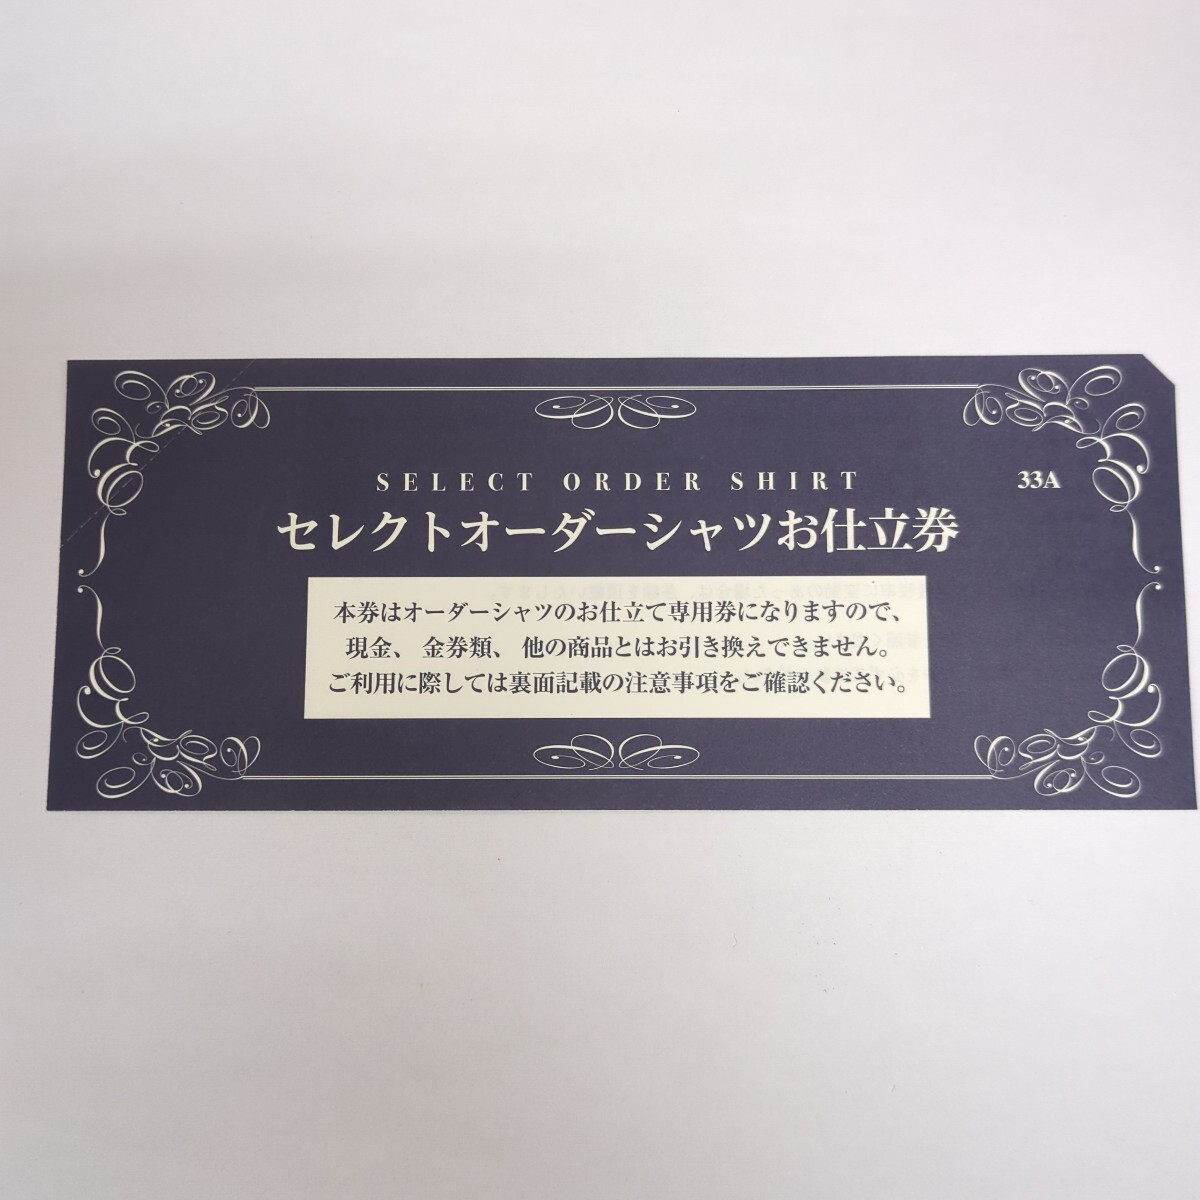 SELECT ORDER SHIRT
33A
セレクトオーダーシャツお仕立券
本券はオーダーシャツのお仕立て専用券になりますので、
現金、金券類、他の商品とはお引き換えできません。
ご利用に際しては裏面記載の注意事項をご確認ください。